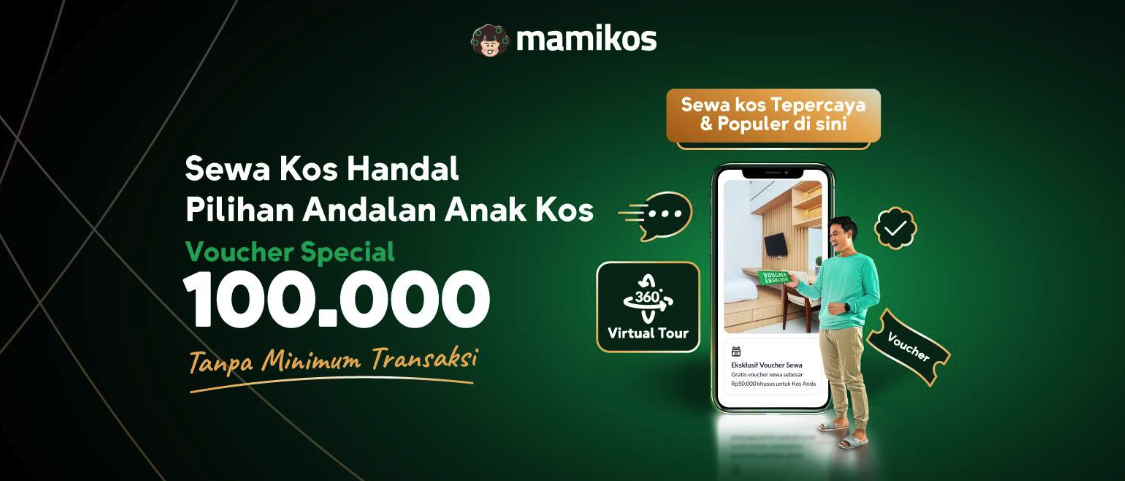 mamikos
Sewa kos Tepercaya
& Populer di sini
Sewa Kos Handal
Pilihan Andalan Anak Kos
Voucher Special
100.000
Tanpa Minimum Transaksi
360°
Virtual Tour
VOUCHER
EKSKLUSIF
Voucher
Eksklusif Voucher Sewa
Gratis voucher sewa sebesar
Rp50.000 khusus untuk Kos Anda